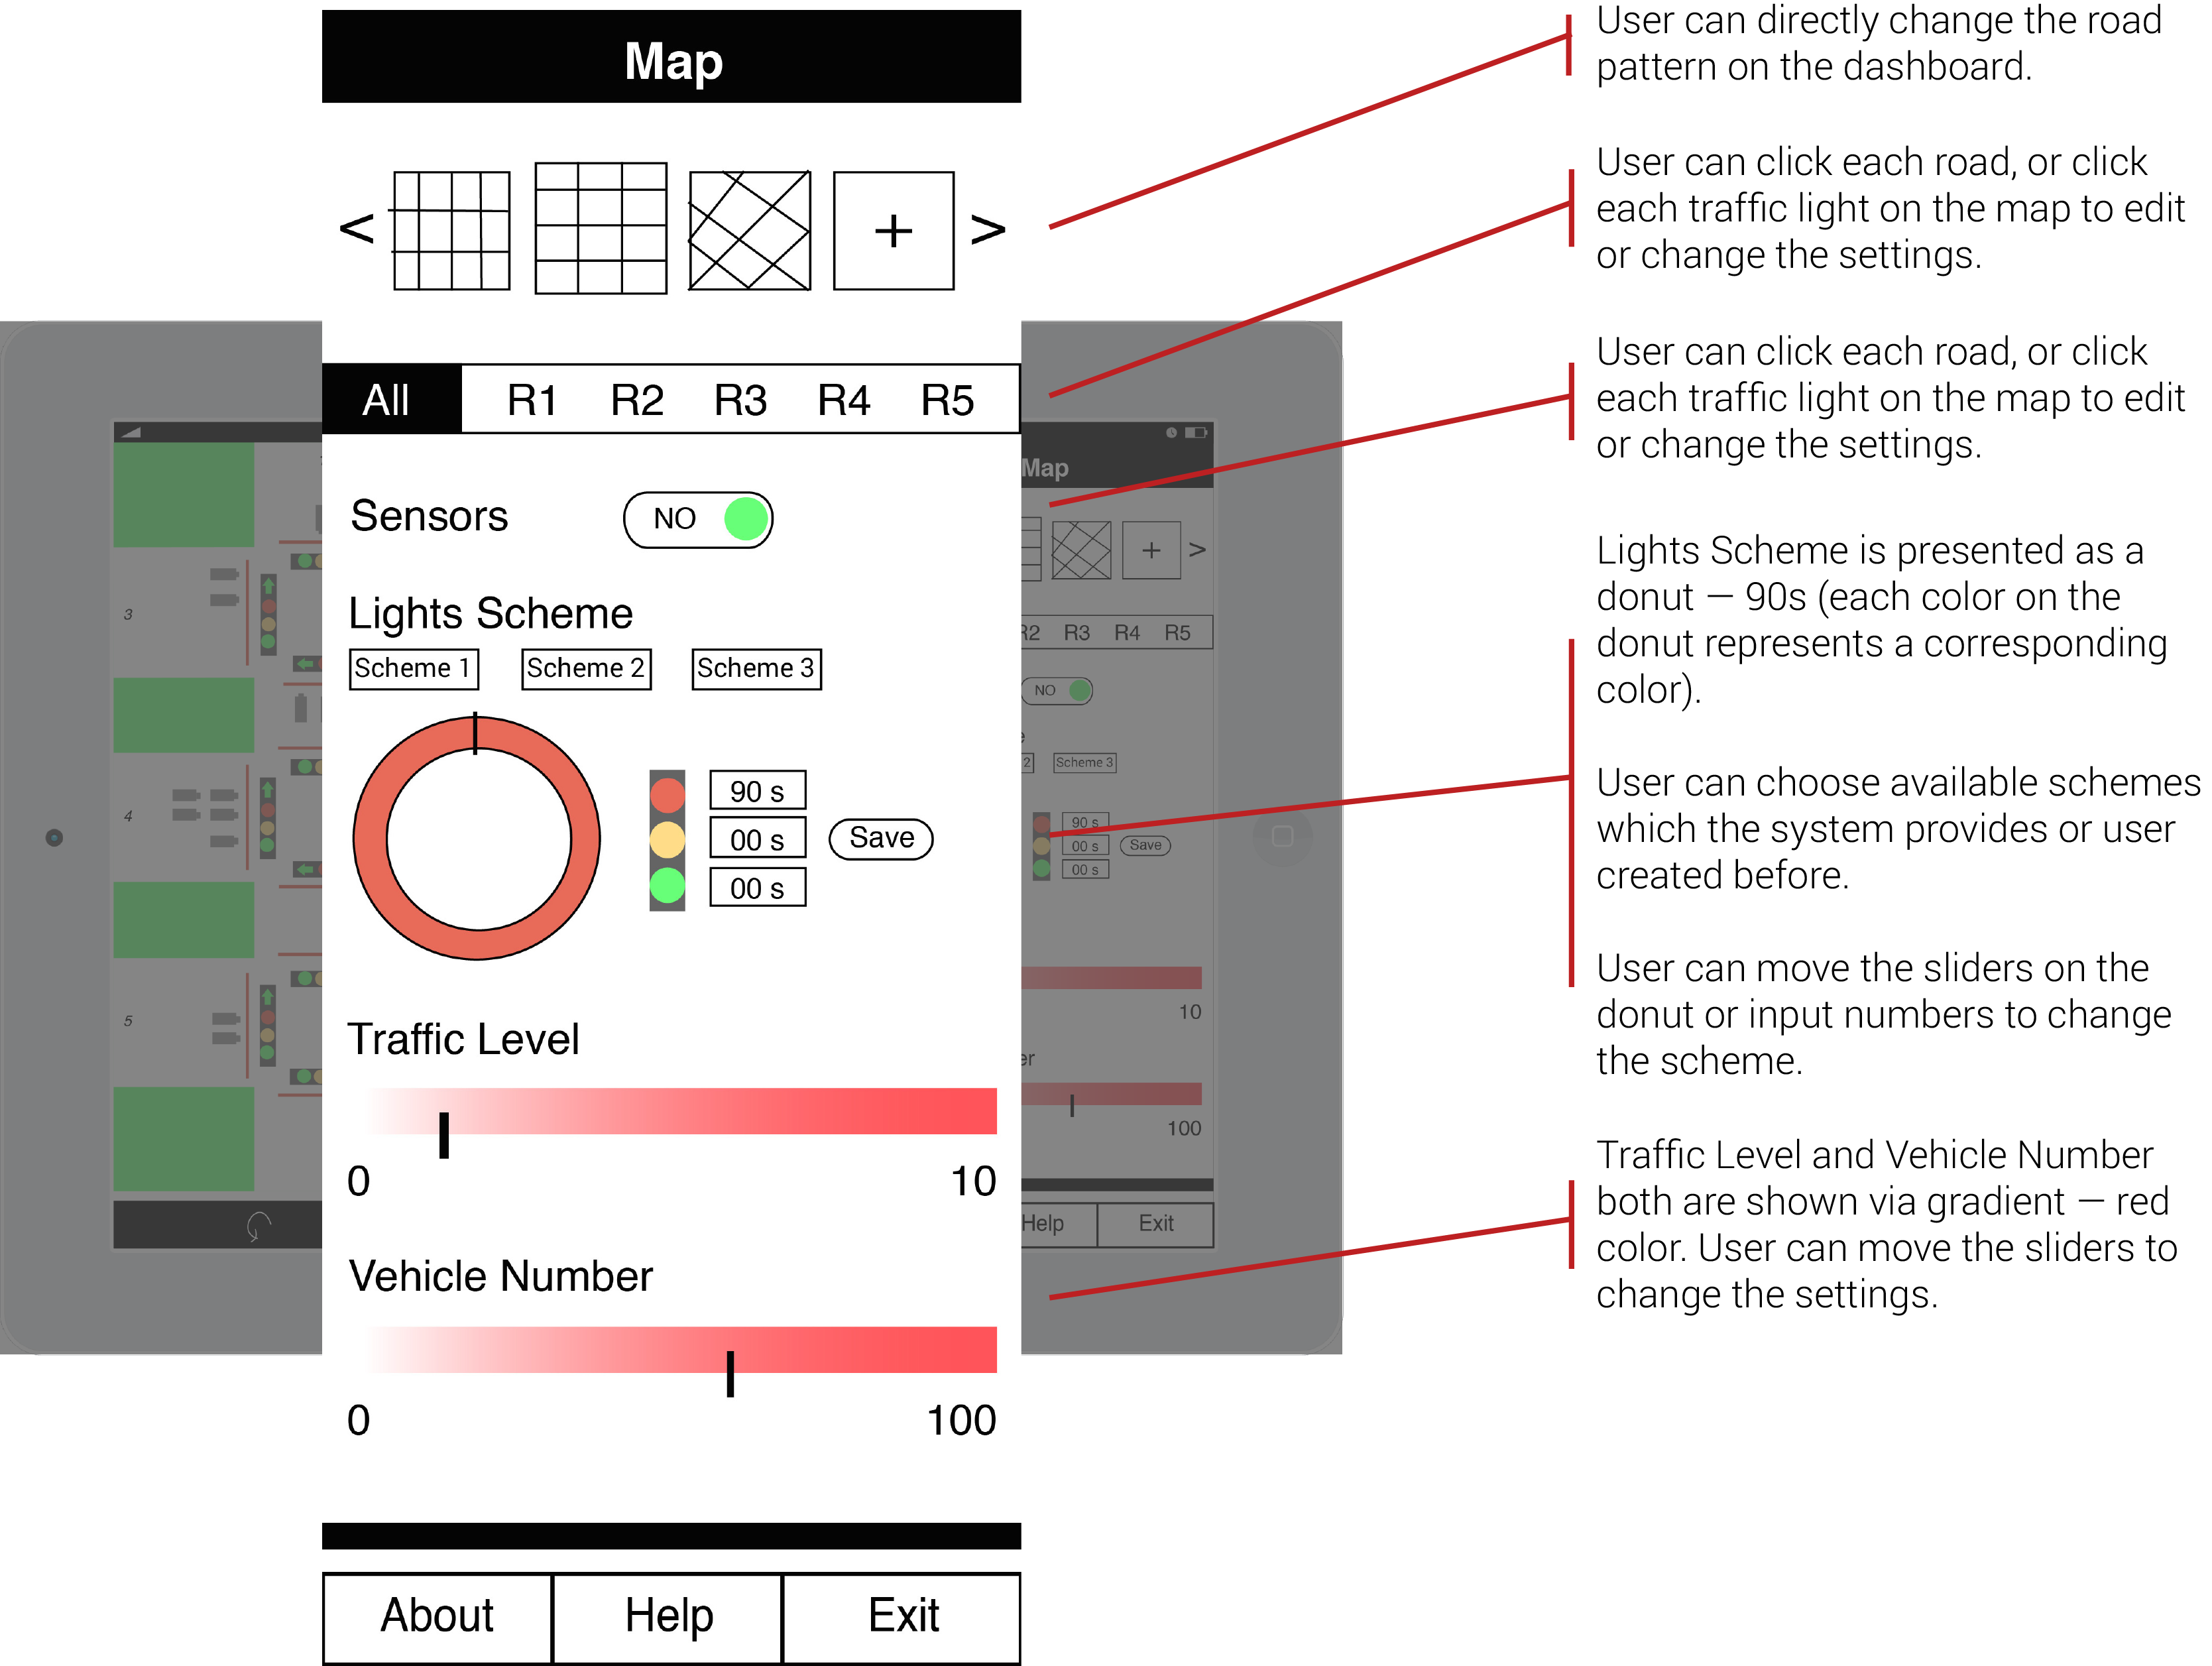 Map
< + >
All R1 R2 R3 R4 R5
Sensors NO
Lights Scheme
Scheme 1 Scheme 2 Scheme 3
90 s
00 s
Save
00 s
Traffic Level
0 10
Vehicle Number
0 100
About Help Exit
3
4
5
Map
+ >
R2 R3 R4 R5
NO
2 Scheme 3
90 s
00 s
Save
00 s
10
er
100
Help Exit
User can directly change the road
pattern on the dashboard.
User can click each road, or click
each traffic light on the map to edit
or change the settings.
User can click each road, or click
each traffic light on the map to edit
or change the settings.
Lights Scheme is presented as a
donut — 90s (each color on the
donut represents a corresponding
color).
User can choose available schemes
which the system provides or user
created before.
User can move the sliders on the
donut or input numbers to change
the scheme.
Traffic Level and Vehicle Number
both are shown via gradient — red
color. User can move the sliders to
change the settings.